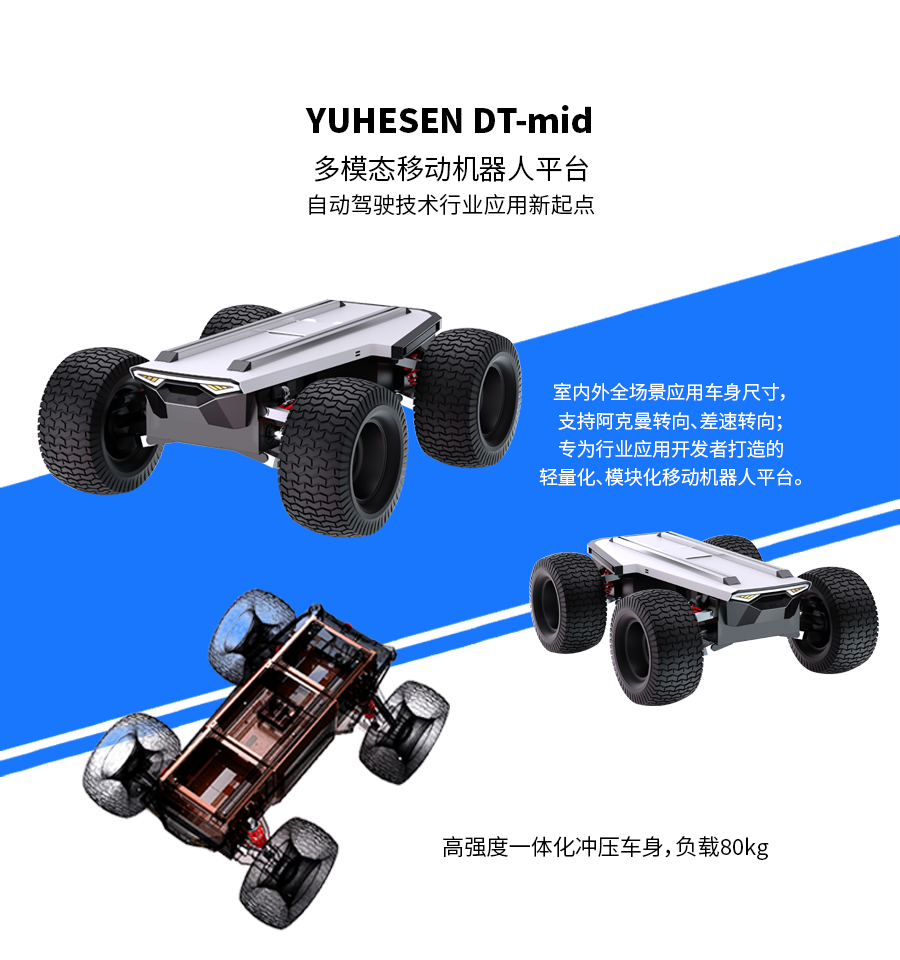 YUHESEN DT-mid
多模态移动机器人平台
自动驾驶技术行业应用新起点
室内外全场景应用车身尺寸，
支持阿克曼转向、差速转向；
专为行业应用开发者打造的
轻量化、模块化移动机器人平台。
高强度一体化冲压车身，负载80kg